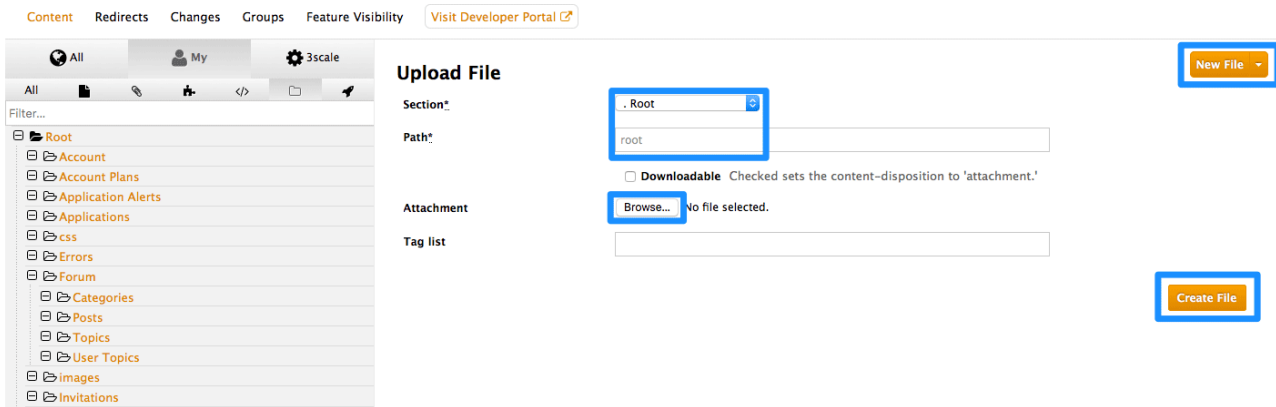 Content Redirects Changes Groups Feature Visibility Visit Developer Portal
All My 3scale
All
Filter...
Root
Account
Account Plans
Application Alerts
Applications
css
Errors
Forum
Categories
Posts
Topics
User Topics
images
Invitations
New File
Upload File
Section* . Root
Path* root
Downloadable Checked sets the content-disposition to 'attachment.'
Attachment Browse... No file selected.
Tag list
Create File